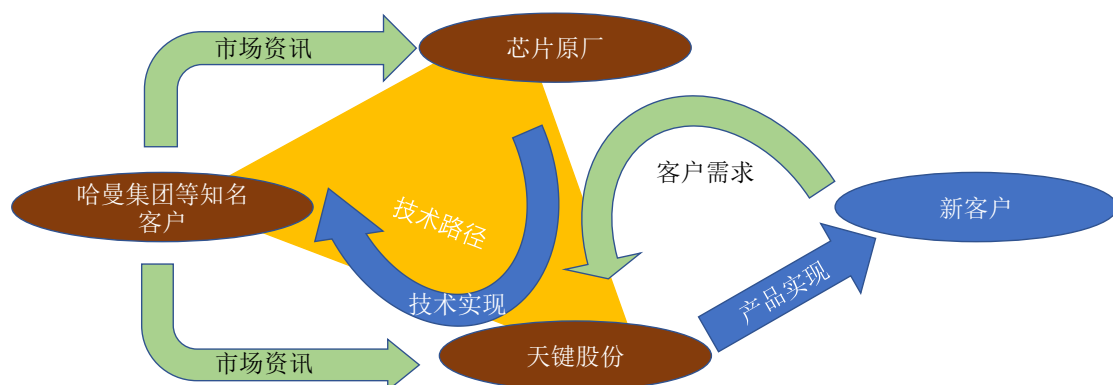 市场资讯
芯片原厂
客户需求
哈曼集团等知名
客户
技术路径
新客户
产品实现
技术实现
天键股份
市场资讯